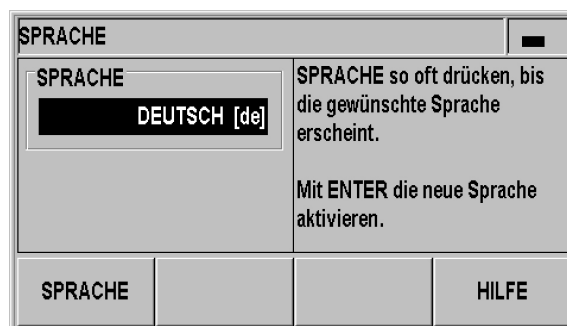 SPRACHE
SPRACHE
DEUTSCH [de]
SPRACHE so oft drücken, bis
die gewünschte Sprache
erscheint.
Mit ENTER die neue Sprache
aktivieren.
SPRACHE
HILFE